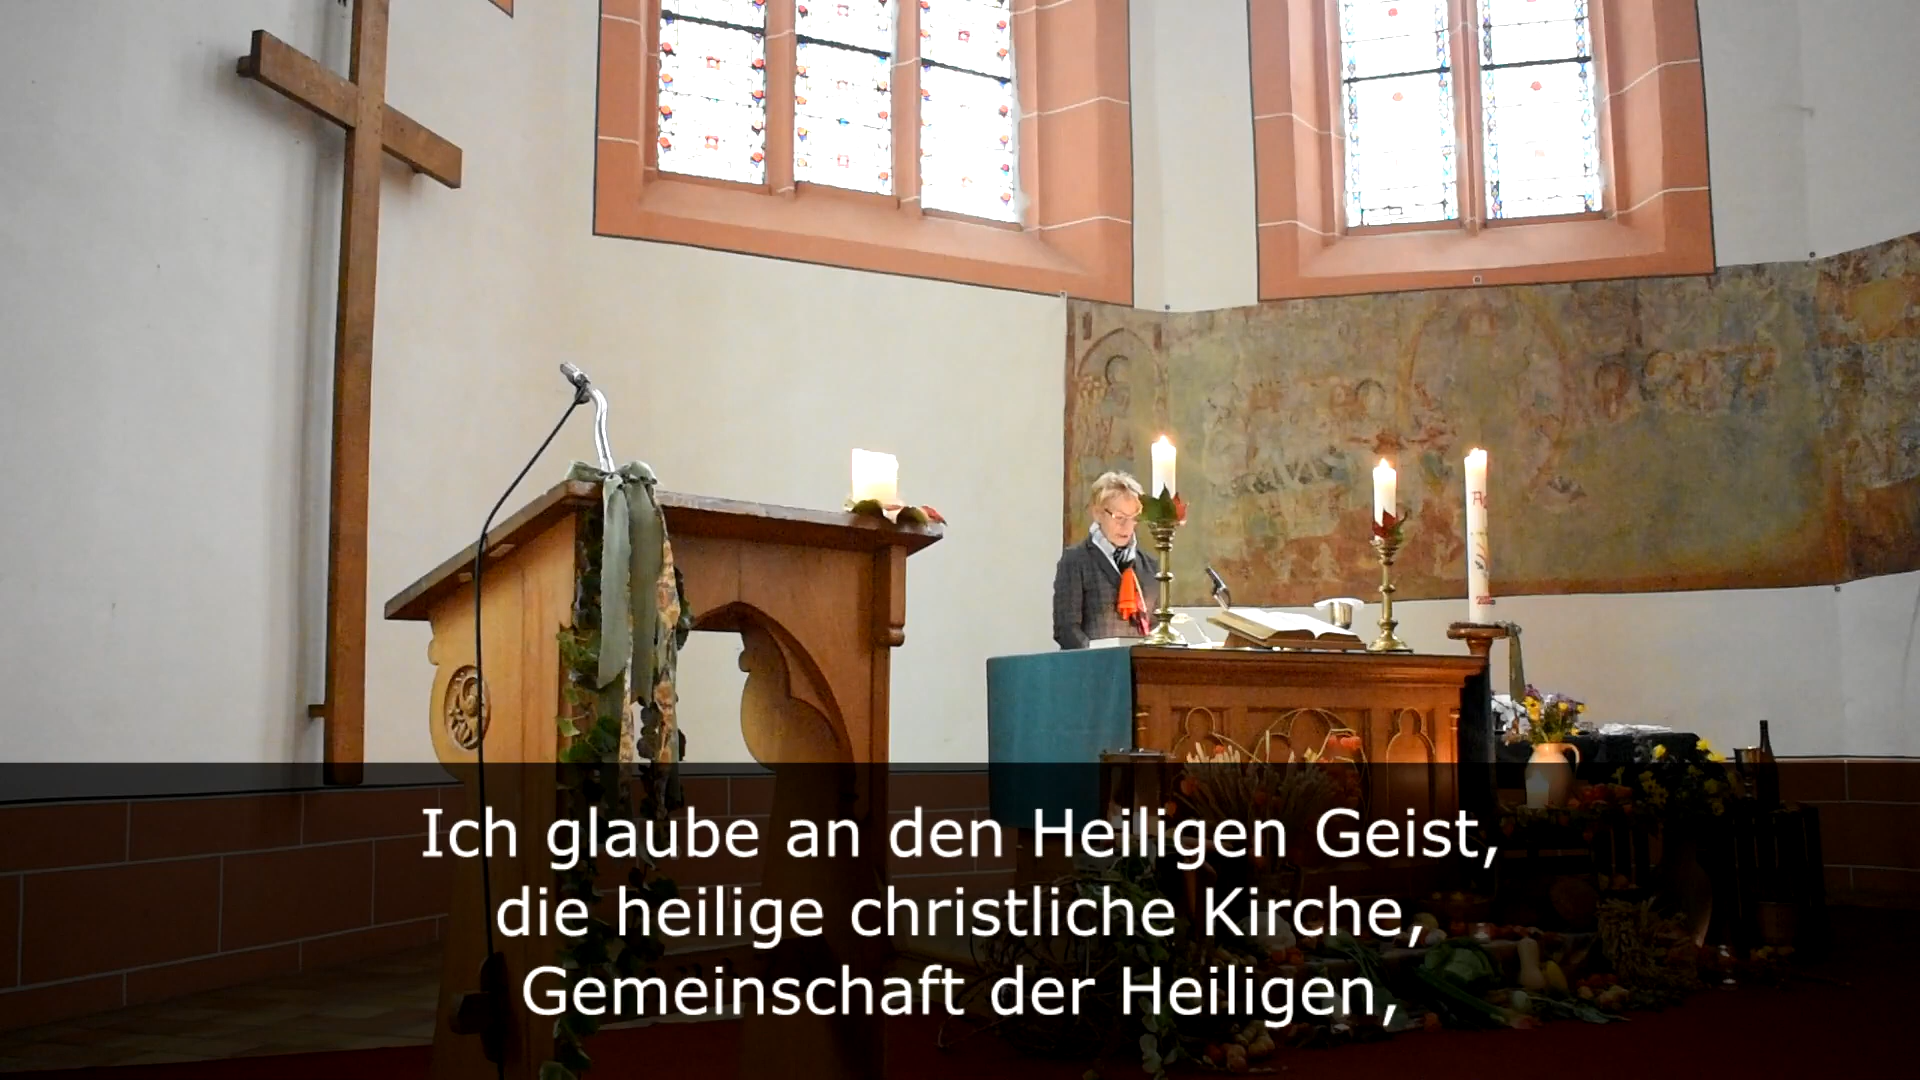 Ich glaube an den Heiligen Geist,
die heilige christliche Kirche,
Gemeinschaft der Heiligen,